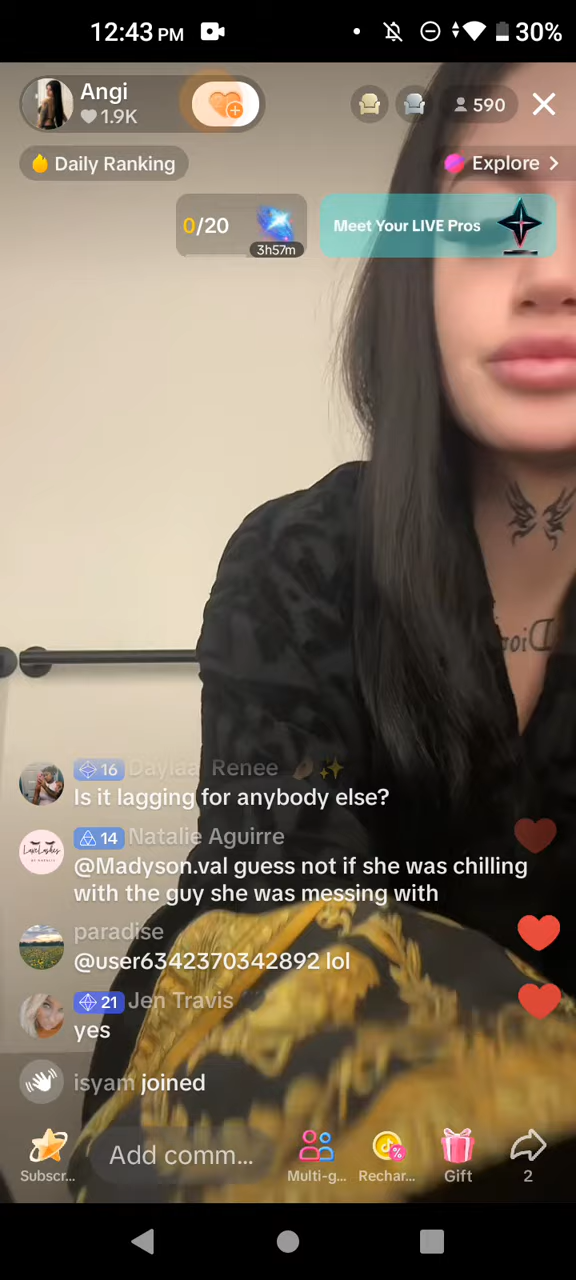 12:43 PM
30%
Angi
1.9K
590
Daily Ranking
Explore >
0/20
3h57m
Meet Your LIVE Pros
16 Daylaa Renee
Is it lagging for anybody else?
14 Natalie Aguirre
@Madyson.val guess not if she was chilling
with the guy she was messing with
paradise
@user6342370342892 lol
21 Jen Travis
yes
isyam joined
Add comm...
Subscr...
Multi-g...
Rechar...
Gift
2